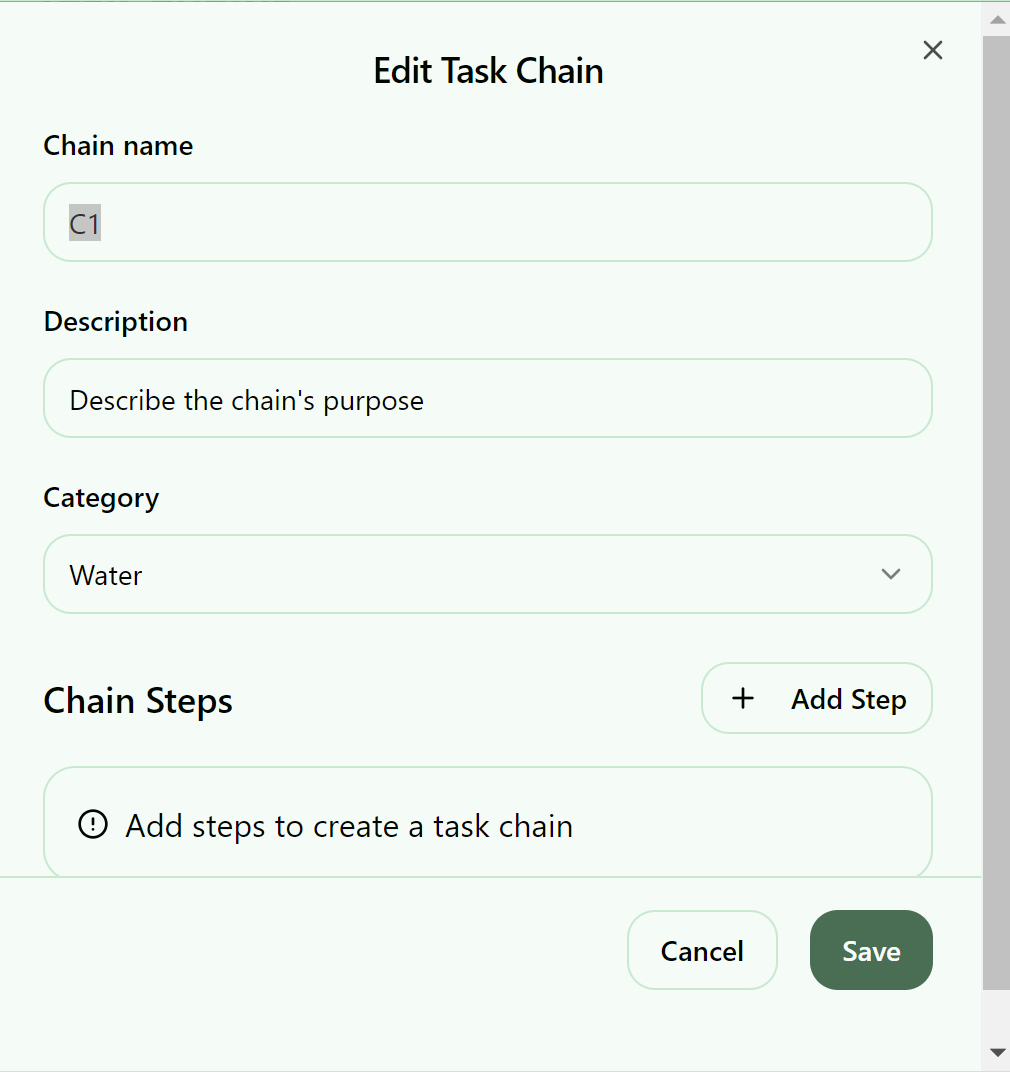 Edit Task Chain
Chain name
C1
Description
Describe the chain's purpose
Category
Water
Chain Steps
Add Step
Add steps to create a task chain
Cancel
Save